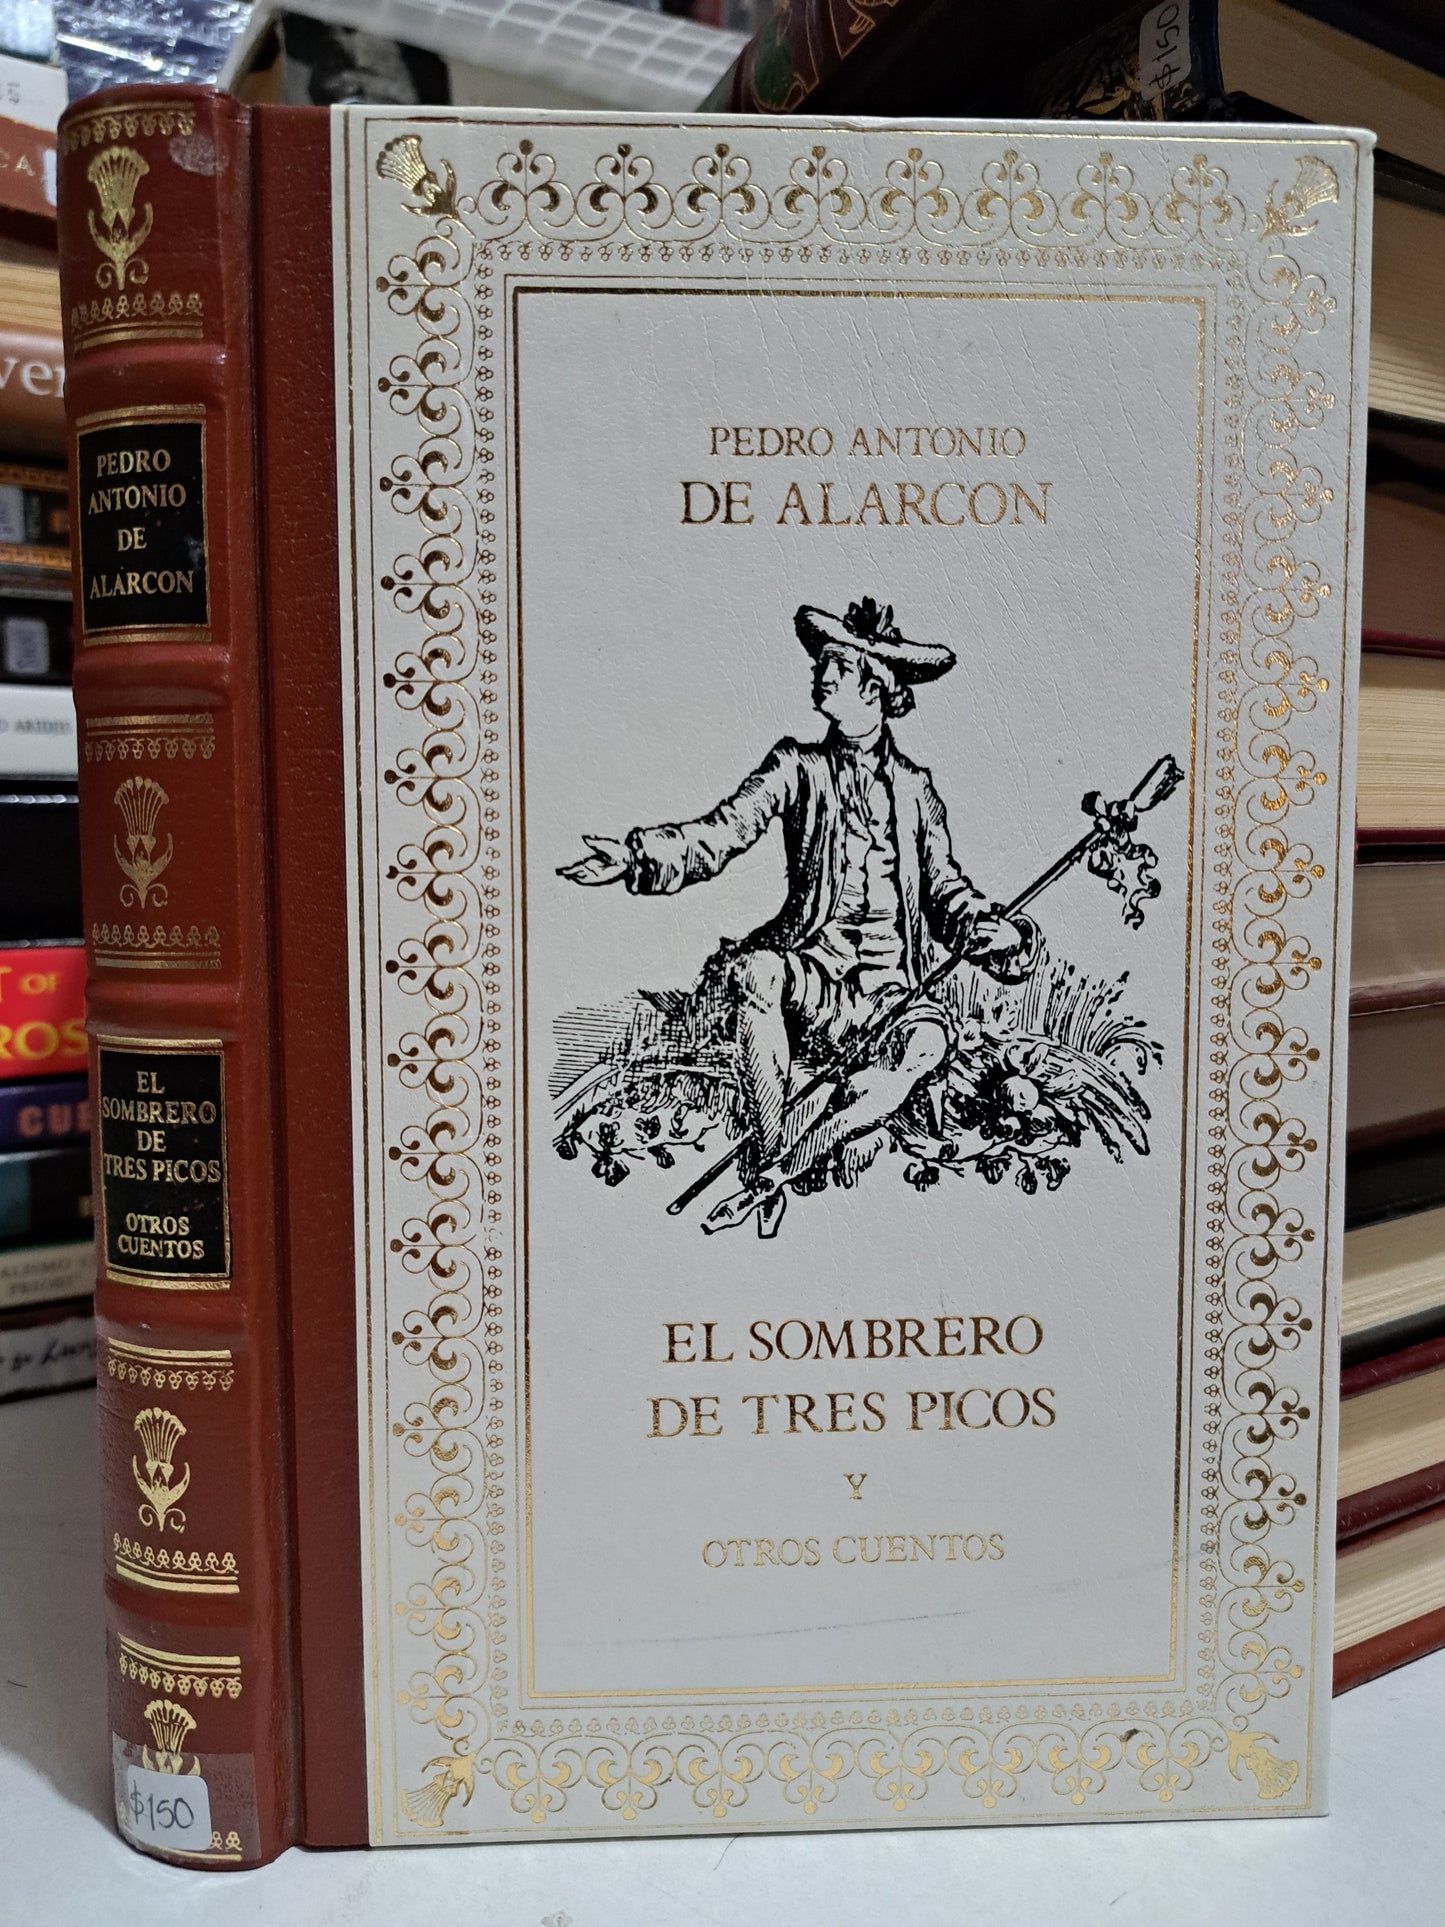 PEDRO
ANTONIO
DE
ALARCON
EL
SOMBRERO
DE
TRES PICOS
OTROS
CUENTOS
$150
PEDRO ANTONIO
DE ALARCON
EL SOMBRERO
DE TRES PICOS
Y
OTROS CUENTOS
$150
OF